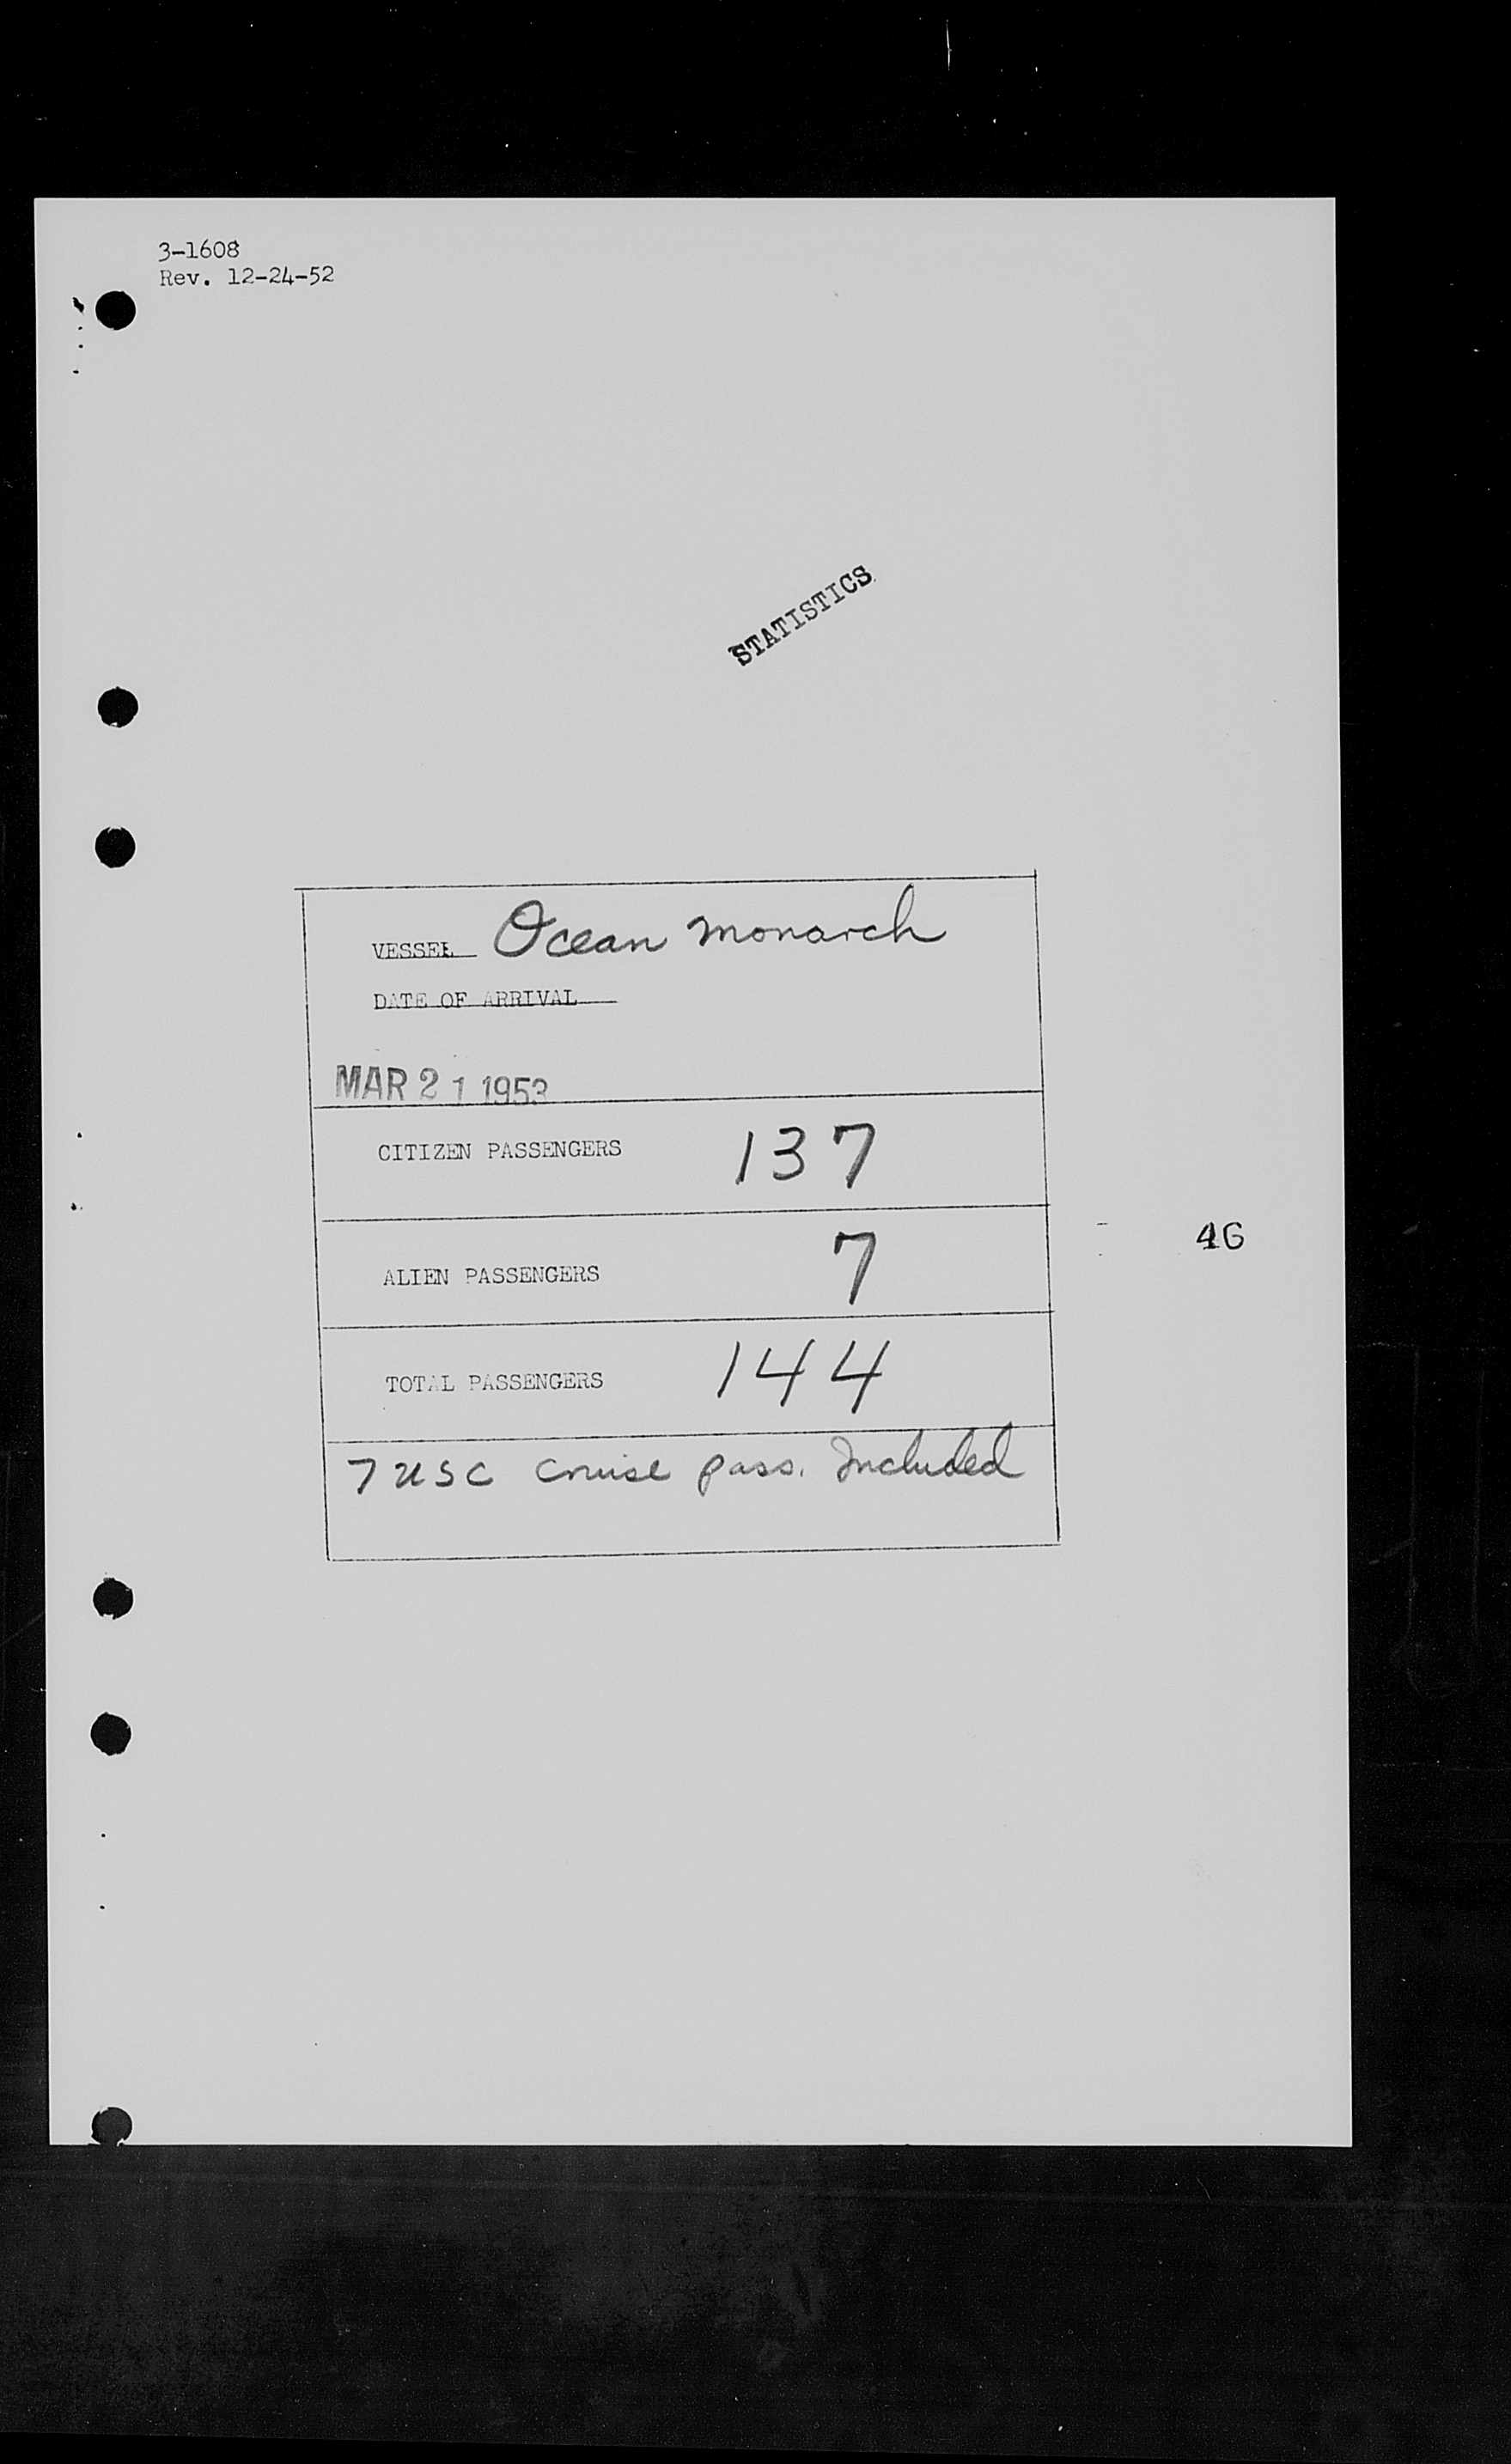 3-1608
Rev. 12-24-52
STATISTICS
VESSEL Ocean Monarch
DATE OF ARRIVAL
MAR 21 1953
CITIZEN PASSENGERS 137
46
ALIEN PASSENGERS 7
TOTAL PASSENGERS 144
7 USC cruise pass. Included